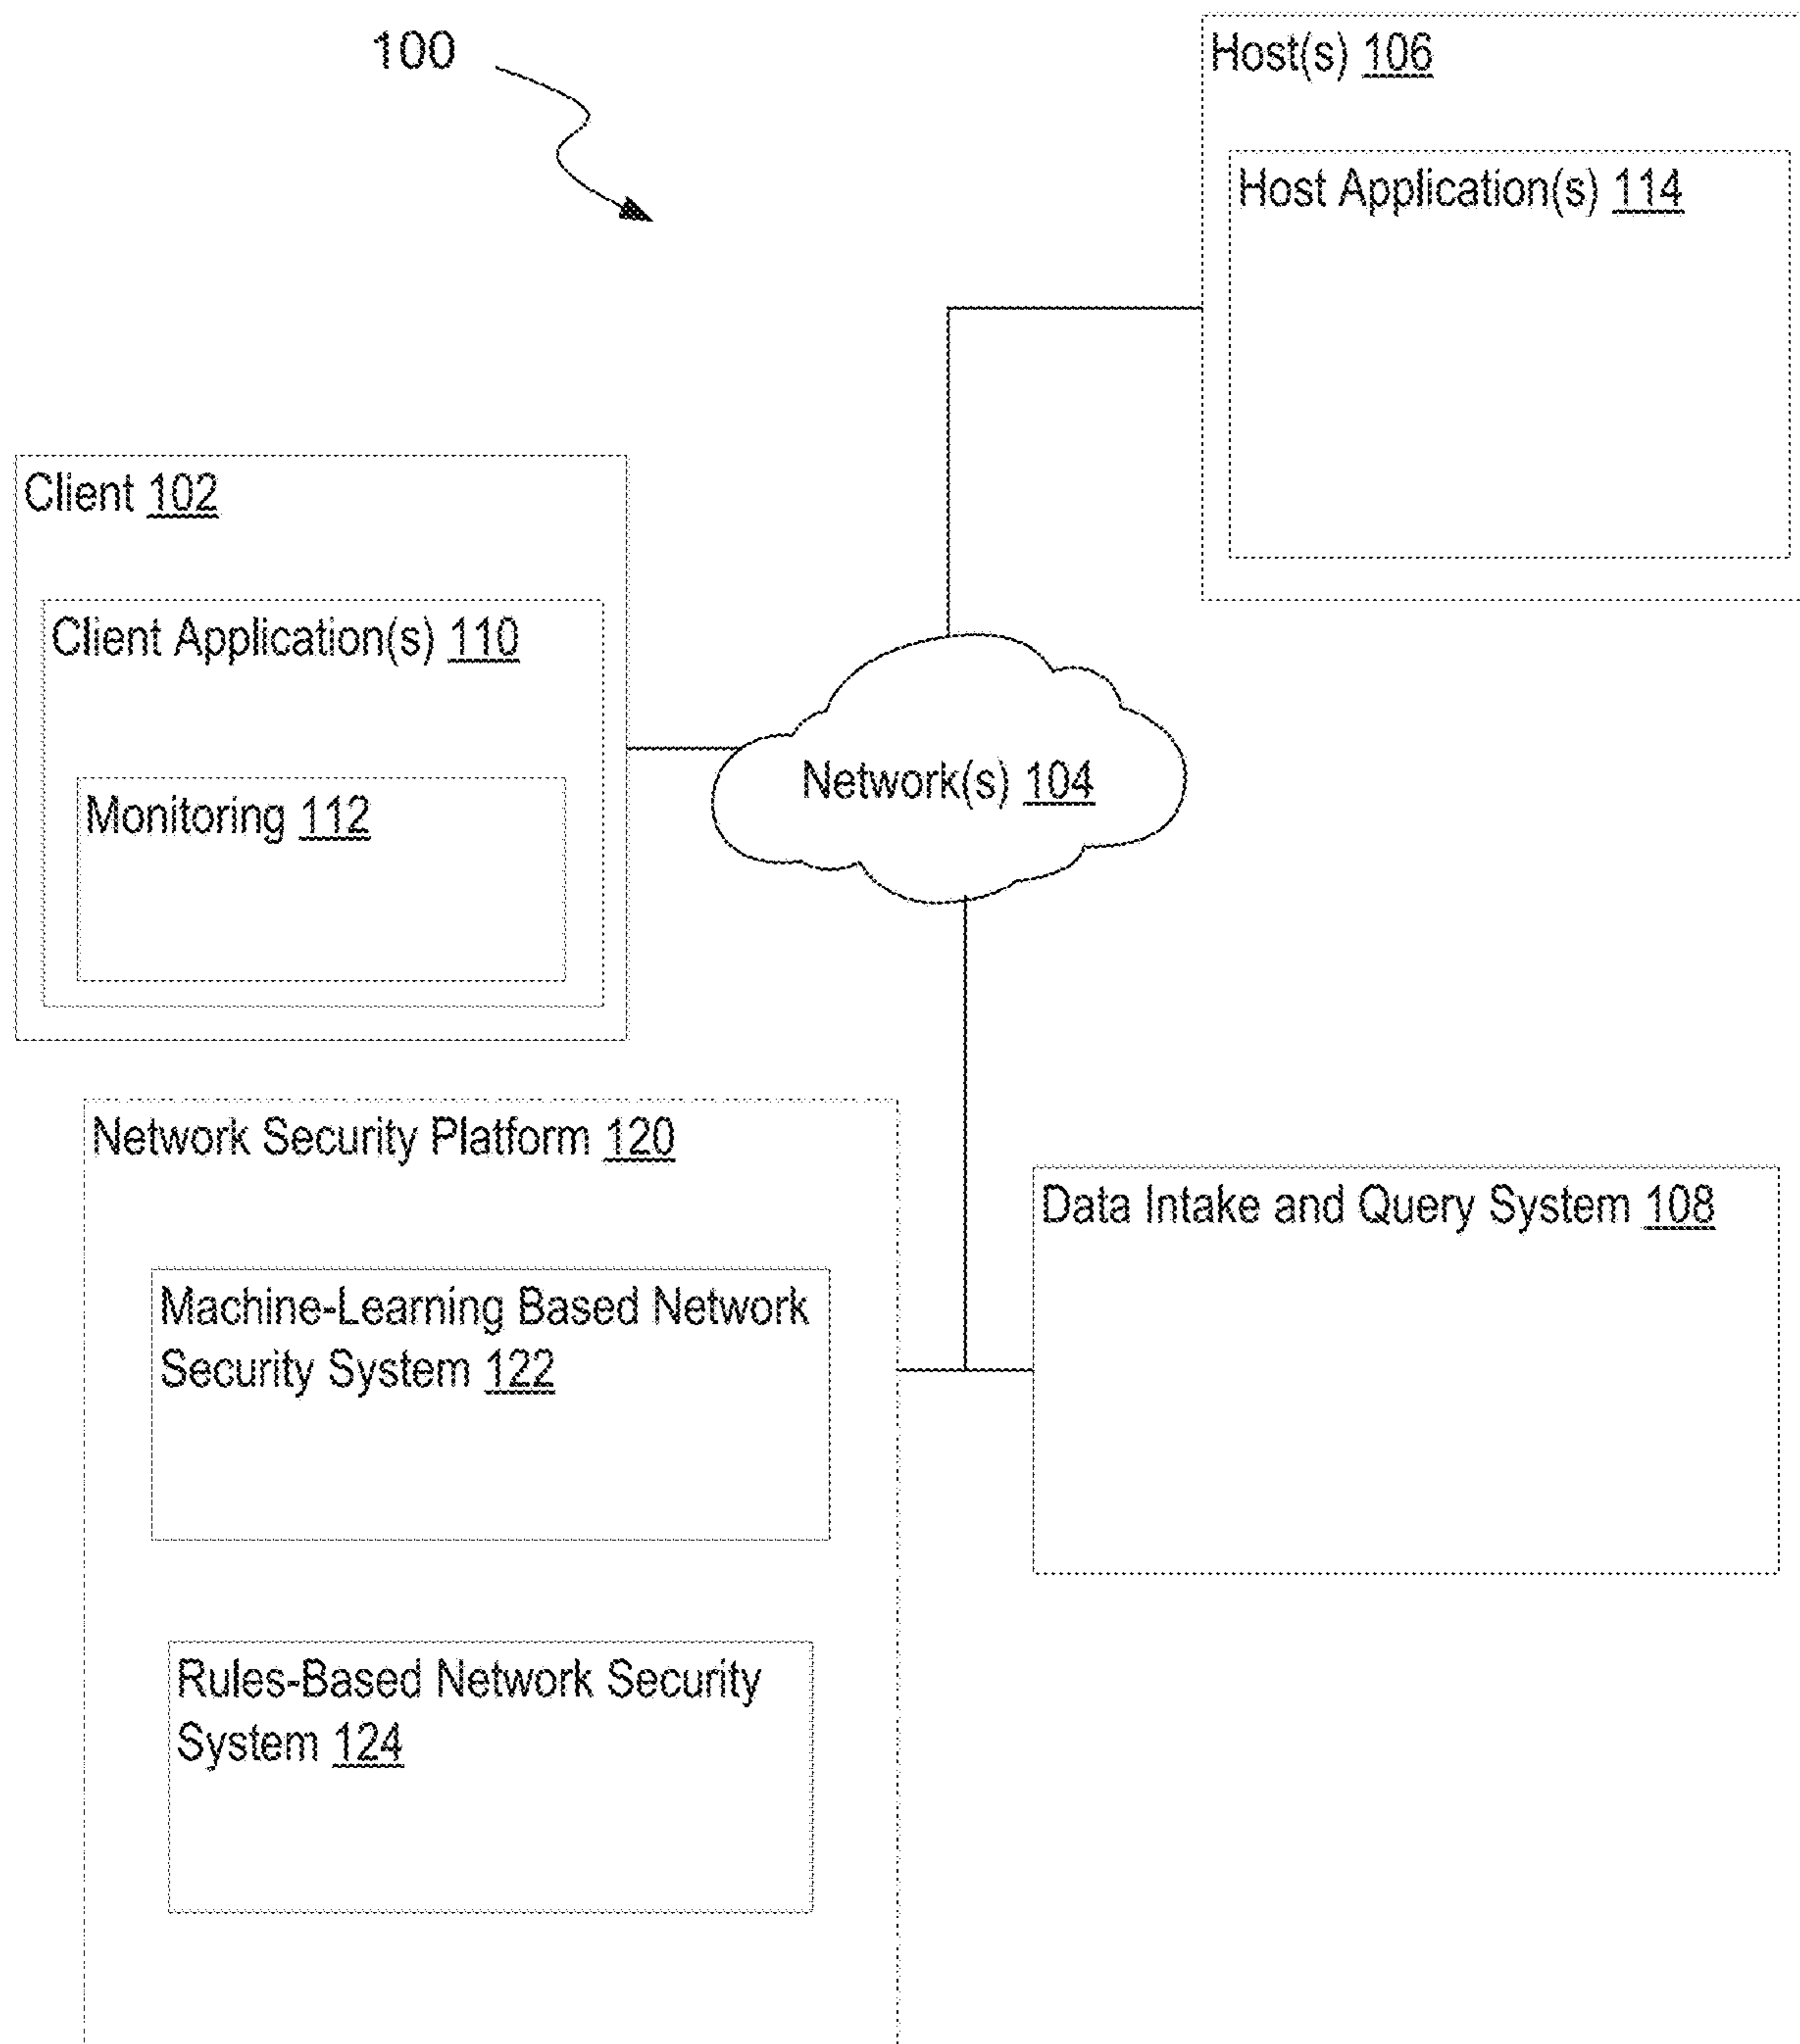 100
Host(s) 106
Host Application(s) 114
Client 102
Client Application(s) 110
Monitoring 112
Network(s) 104
Network Security Platform 120
Machine-Learning Based Network
Security System 122
Rules-Based Network Security
System 124
Data Intake and Query System 108